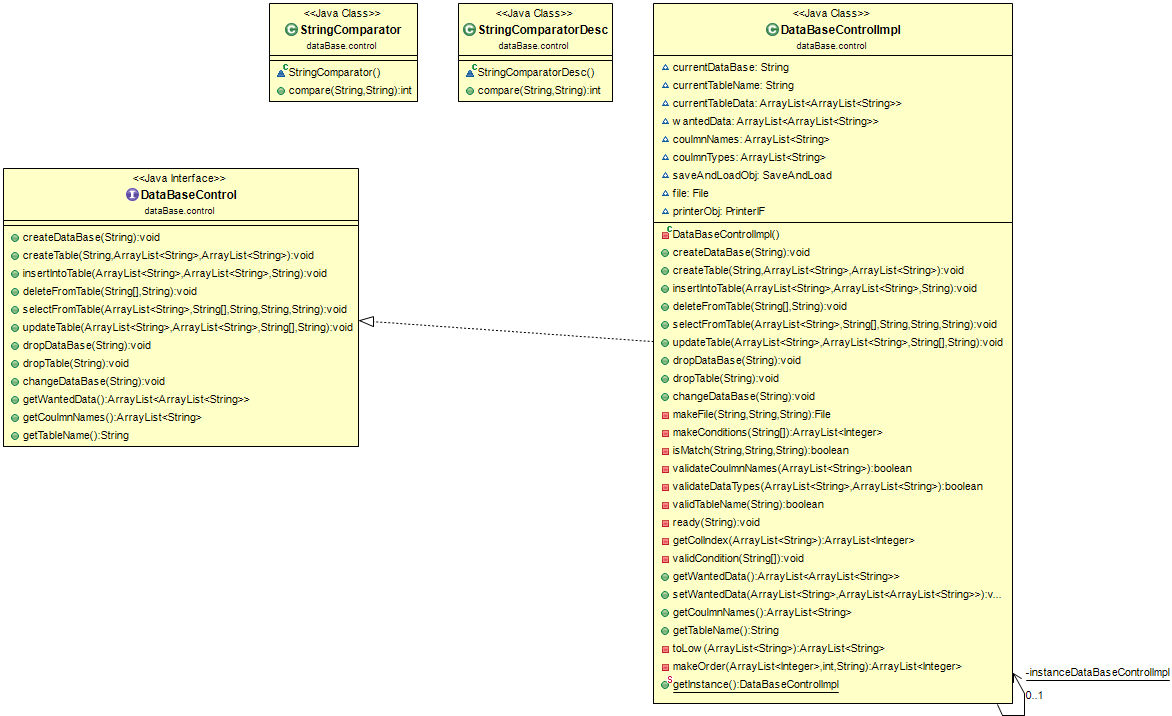 <<Java Class>>
StringComparator
dataBase.control
StringComparator()
compare(String,String):int
<<Java Class>>
StringComparatorDesc
dataBase.control
StringComparatorDesc()
compare(String,String):int
<<Java Class>>
DataBaseControlImpl
dataBase.control
currentDataBase: String
currentTableName: String
currentTableData: ArrayList<ArrayList<String>>
wantedData: ArrayList<ArrayList<String>>
coulmnNames: ArrayList<String>
coulmnTypes: ArrayList<String>
saveAndLoadObj: SaveAndLoad
file: File
printerObj: PrinterIF
DataBaseControlImpl()
createDataBase(String):void
createTable(String,ArrayList<String>,ArrayList<String>):void
insertIntoTable(ArrayList<String>,ArrayList<String>,String):void
deleteFromTable(String[],String):void
selectFromTable(ArrayList<String>,String[],String,String,String):void
updateTable(ArrayList<String>,ArrayList<String>,String[],String):void
dropDataBase(String):void
dropTable(String):void
changeDataBase(String):void
makeFile(String,String,String):File
makeConditions(String[]):ArrayList<Integer>
isMatch(String,String,String):boolean
validateCoulmnNames(ArrayList<String>):boolean
validateDataTypes(ArrayList<String>,ArrayList<String>):boolean
validTableName(String):boolean
ready(String):void
getColIndex(ArrayList<String>):ArrayList<Integer>
validCondition(String[]):void
getWantedData():ArrayList<ArrayList<String>>
setWantedData(ArrayList<String>,ArrayList<ArrayList<String>>):v...
getCoulmnNames():ArrayList<String>
getTableName():String
toLow(ArrayList<String>):ArrayList<String>
makeOrder(ArrayList<Integer>,int,String):ArrayList<Integer>
getInstance():DataBaseControlImpl
<<Java Interface>>
DataBaseControl
dataBase.control
createDataBase(String):void
createTable(String,ArrayList<String>,ArrayList<String>):void
insertIntoTable(ArrayList<String>,ArrayList<String>,String):void
deleteFromTable(String[],String):void
selectFromTable(ArrayList<String>,String[],String,String,String):void
updateTable(ArrayList<String>,ArrayList<String>,String[],String):void
dropDataBase(String):void
dropTable(String):void
changeDataBase(String):void
getWantedData():ArrayList<ArrayList<String>>
getCoulmnNames():ArrayList<String>
getTableName():String
-instanceDataBaseControlImpl
0..1